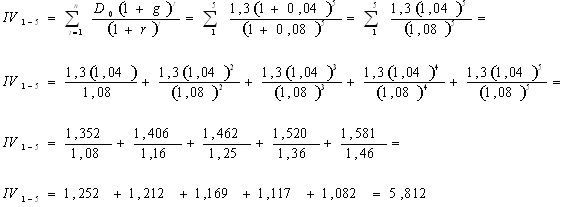 IV 1-5 = n ∑ i=1 D 0 (1 + g) i / (1 + r) i = 5 ∑ 1 1,3 (1 + 0,04 ) 5 / (1 + 0,08 ) 5 = 5 ∑ 1 1,3 (1,04 ) 5 / (1,08 ) 5 =
IV 1-5 = 1,3 (1,04 ) / 1,08 + 1,3 (1,04 ) 2 / (1,08 ) 2 + 1,3 (1,04 ) 3 / (1,08 ) 3 + 1,3 (1,04 ) 4 / (1,08 ) 4 + 1,3 (1,04 ) 5 / (1,08 ) 5 =
IV 1-5 = 1,352 / 1,08 + 1,406 / 1,16 + 1,462 / 1,25 + 1,520 / 1,36 + 1,581 / 1,46 =
IV 1-5 = 1,252 + 1,212 + 1,169 + 1,117 + 1,082 = 5,812